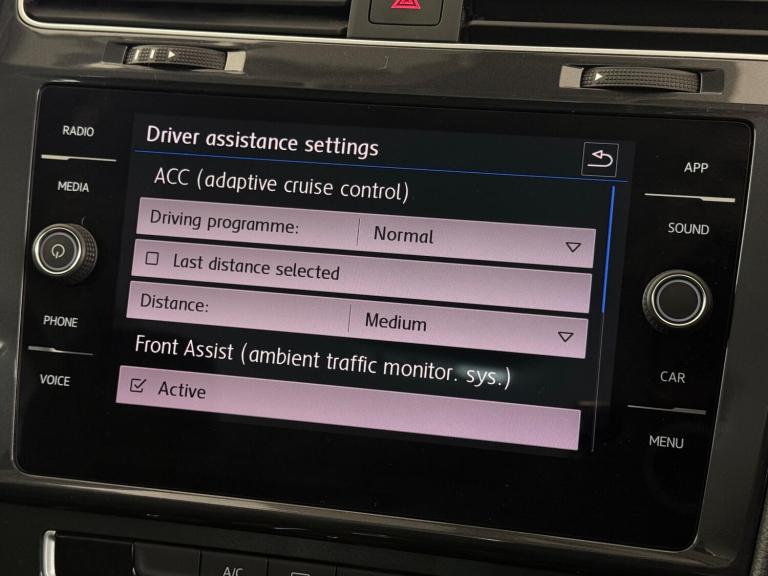 RADIO
MEDIA
PHONE
VOICE
Driver assistance settings
ACC (adaptive cruise control)
Driving programme: Normal
Last distance selected
Distance: Medium
Front Assist (ambient traffic monitor. sys.)
Active
APP
SOUND
CAR
MENU
A/C